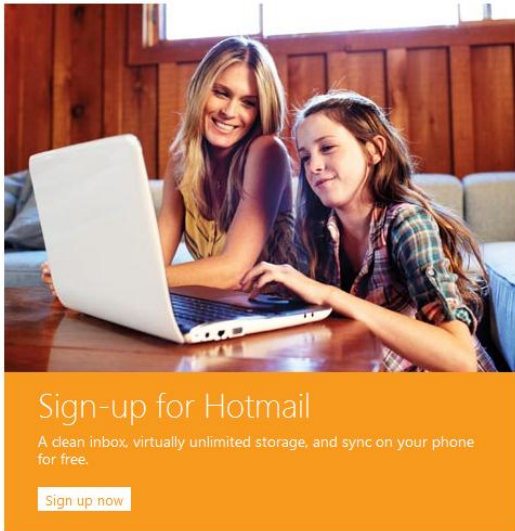 Sign-up for Hotmail
A clean inbox, virtually unlimited storage, and sync on your phone
for free.
Sign up now